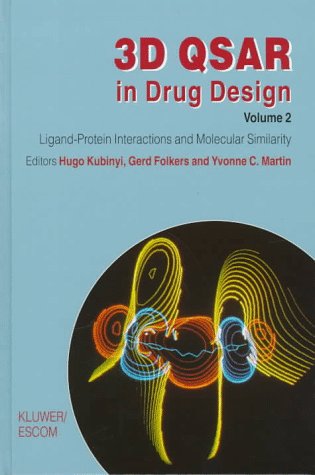 3D QSAR
in Drug Design
Volume 2
Ligand-Protein Interactions and Molecular Similarity
Editors Hugo Kubinyi, Gerd Folkers and Yvonne C. Martin
KLUWER/
ESCOM